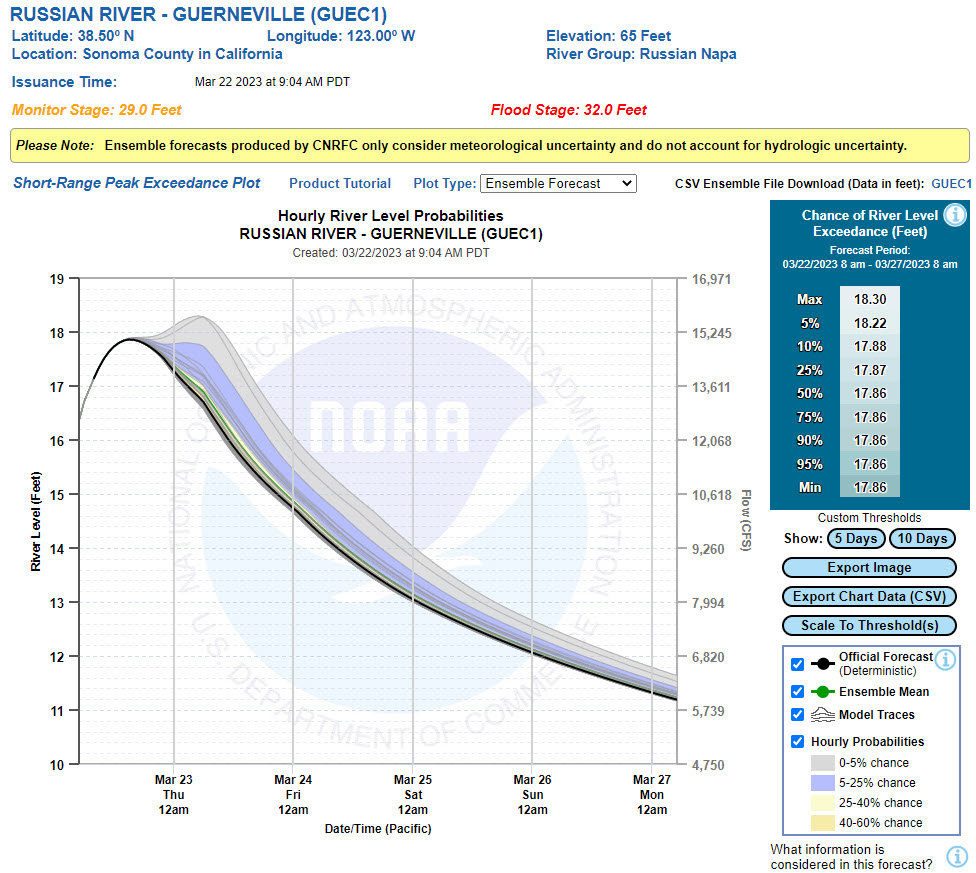 RUSSIAN RIVER - GUERNEVILLE (GUEC1)
Latitude: 38.50º N Longitude: 123.00º W Elevation: 65 Feet
Location: Sonoma County in California River Group: Russian Napa
Issuance Time: Mar 22 2023 at 9:04 AM PDT
Monitor Stage: 29.0 Feet Flood Stage: 32.0 Feet
Please Note: Ensemble forecasts produced by CNRFC only consider meteorological uncertainty and do not account for hydrologic uncertainty.
Short-Range Peak Exceedance Plot Product Tutorial Plot Type: Ensemble Forecast CSV Ensemble File Download (Data in feet): GUEC1
Hourly River Level Probabilities
RUSSIAN RIVER - GUERNEVILLE (GUEC1)
Created: 03/22/2023 at 9:04 AM PDT
19 16,971
18 15,245
17 13,611
16 12,068
15 10,618
14 9,260
13 7,994
12 6,820
11 5,739
10 4,750
River Level (Feet)
Flow (CFS)
NATIONAL OCEANIC AND ATMOSPHERIC ADMINISTRATION
NOAA
U.S. DEPARTMENT OF COMMERCE
Mar 23 Mar 24 Mar 25 Mar 26 Mar 27
Thu Fri Sat Sun Mon
12am 12am 12am 12am 12am
Date/Time (Pacific)
Chance of River Level
Exceedance (Feet)
Forecast Period:
03/22/2023 8 am - 03/27/2023 8 am
Max 18.30
5% 18.22
10% 17.88
25% 17.87
50% 17.86
75% 17.86
90% 17.86
95% 17.86
Min 17.86
Custom Thresholds
Show: 5 Days 10 Days
Export Image
Export Chart Data (CSV)
Scale To Threshold(s)
Official Forecast
(Deterministic)
Ensemble Mean
Model Traces
Hourly Probabilities
0-5% chance
5-25% chance
25-40% chance
40-60% chance
What information is
considered in this forecast?